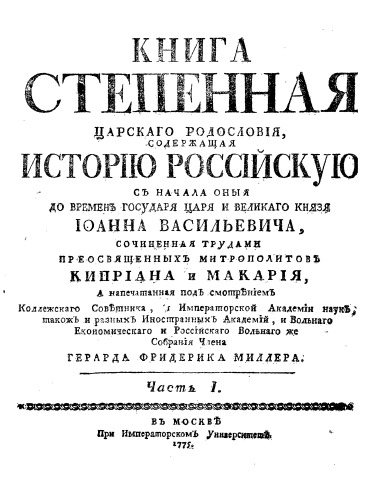 КНИГА
СТЕПЕННАЯ
ЦАРСКАГО РОДОСЛОВІЯ,
СОДЕРЖАЩАЯ
ИСТОРІЮ РОССІЙСКУЮ
СЪ НАЧАЛА ОНЫЯ
ДО ВРЕМЕНЪ ГОСУДАРЯ ЦАРЯ И ВЕЛИКАГО КНЯЗЯ
ІОАННА ВАСИЛЬЕВИЧА,
СОЧИНЕННАЯ ТРУДАМИ
ПРЕОСВЯЩЕННЫХЪ МИТРОПОЛИТОВЪ
КИПРІАНА И МАКАРІЯ,
А напечатанная подъ смотрѣніемъ
Коллежскаго Совѣтника, и Императорской Академіи наукъ,
такожъ и разныхъ Иностранныхъ Академій, и Вольнаго
Економическаго и Россійскаго Вольнаго же
Собранія Члена
ГЕРАРДА ФРИДЕРИКА МИЛЛЕРА.
Часть I.
ВЪ МОСКВѢ
При Императорскомъ Университетѣ,
1775.